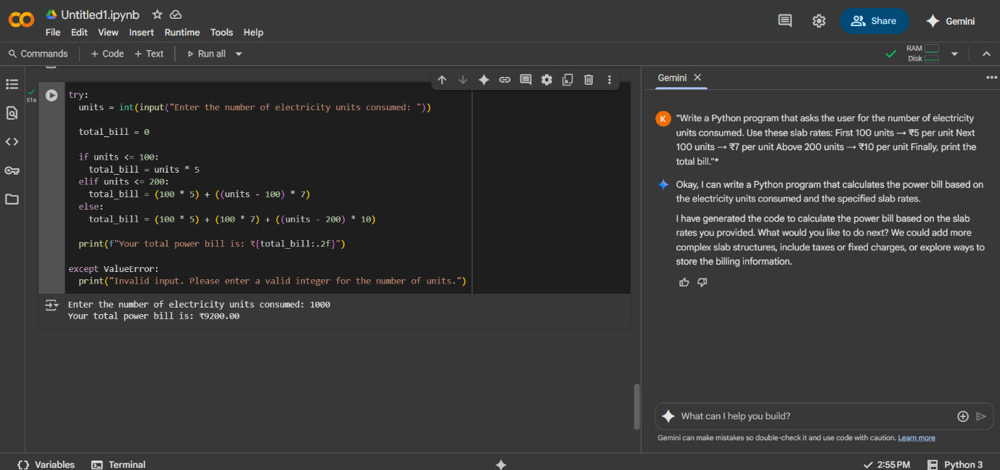 CO Untitled1.ipynb
File Edit View Insert Runtime Tools Help
Share
Gemini
Commands + Code + Text Run all
RAM
Disk
51s
try:
  units = int(input("Enter the number of electricity units consumed: "))
  total_bill = 0
  if units <= 100:
    total_bill = units * 5
  elif units <= 200:
    total_bill = (100 * 5) + ((units - 100) * 7)
  else:
    total_bill = (100 * 5) + (100 * 7) + ((units - 200) * 10)
  print(f"Your total power bill is: ₹{total_bill:.2f}")
except ValueError:
  print("Invalid input. Please enter a valid integer for the number of units.")
Enter the number of electricity units consumed: 1000
Your total power bill is: ₹9200.00
Gemini
K
"Write a Python program that asks the user for the number of electricity
units consumed. Use these slab rates: First 100 units → ₹5 per unit Next
100 units → ₹7 per unit Above 200 units → ₹10 per unit Finally, print the
total bill."*
Okay, I can write a Python program that calculates the power bill based on
the electricity units consumed and the specified slab rates.
I have generated the code to calculate the power bill based on the slab
rates you provided. What would you like to do next? We could add more
complex slab structures, include taxes or fixed charges, or explore ways to
store the billing information.
What can I help you build?
Gemini can make mistakes so double-check it and use code with caution. Learn more
{} Variables Terminal
2:55 PM Python 3